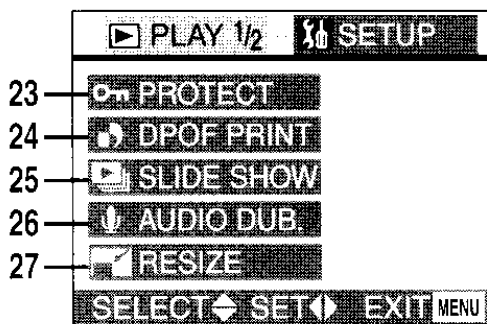 PLAY 1/2 SETUP
23 PROTECT
24 DPOF PRINT
25 SLIDE SHOW
26 AUDIO DUB.
27 RESIZE
SELECT SET EXIT MENU